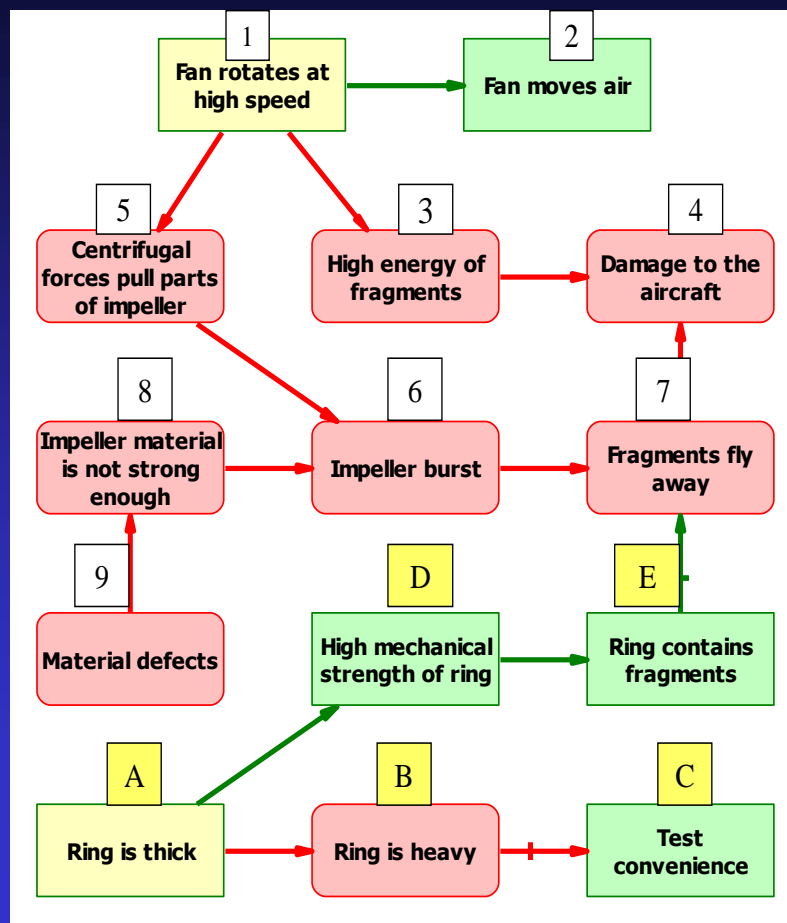 1
Fan rotates at
high speed
2
Fan moves air
5
Centrifugal
forces pull parts
of impeller
3
High energy of
fragments
4
Damage to the
aircraft
8
Impeller material
is not strong
enough
6
Impeller burst
7
Fragments fly
away
9
Material defects
D
High mechanical
strength of ring
E
Ring contains
fragments
A
Ring is thick
B
Ring is heavy
C
Test
convenience